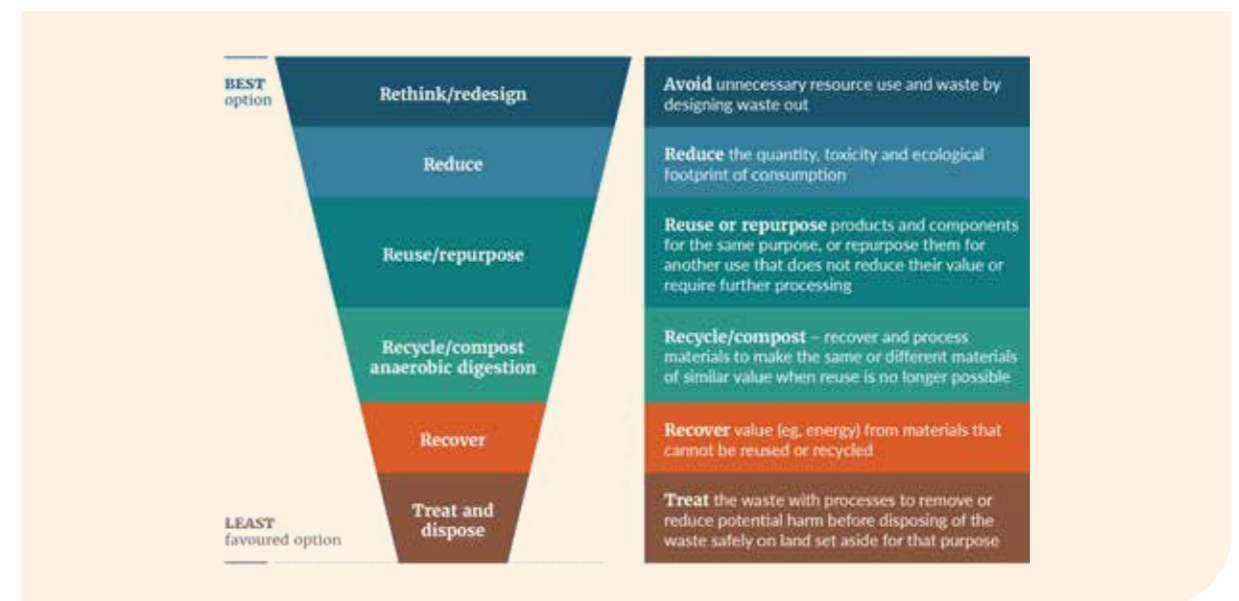 BEST
option
Rethink/redesign
Avoid unnecessary resource use and waste by
designing waste out
Reduce
Reduce the quantity, toxicity and ecological
footprint of consumption
Reuse/repurpose
Reuse or repurpose products and components
for the same purpose, or repurpose them for
another use that does not reduce their value or
require further processing
Recycle/compost
anaerobic digestion
Recycle/compost – recover and process
materials to make the same or different materials
of similar value when reuse is no longer possible
Recover
Recover value (eg, energy) from materials that
cannot be reused or recycled
LEAST
favoured option
Treat and
dispose
Treat the waste with processes to remove or
reduce potential harm before disposing of the
waste safely on land set aside for that purpose